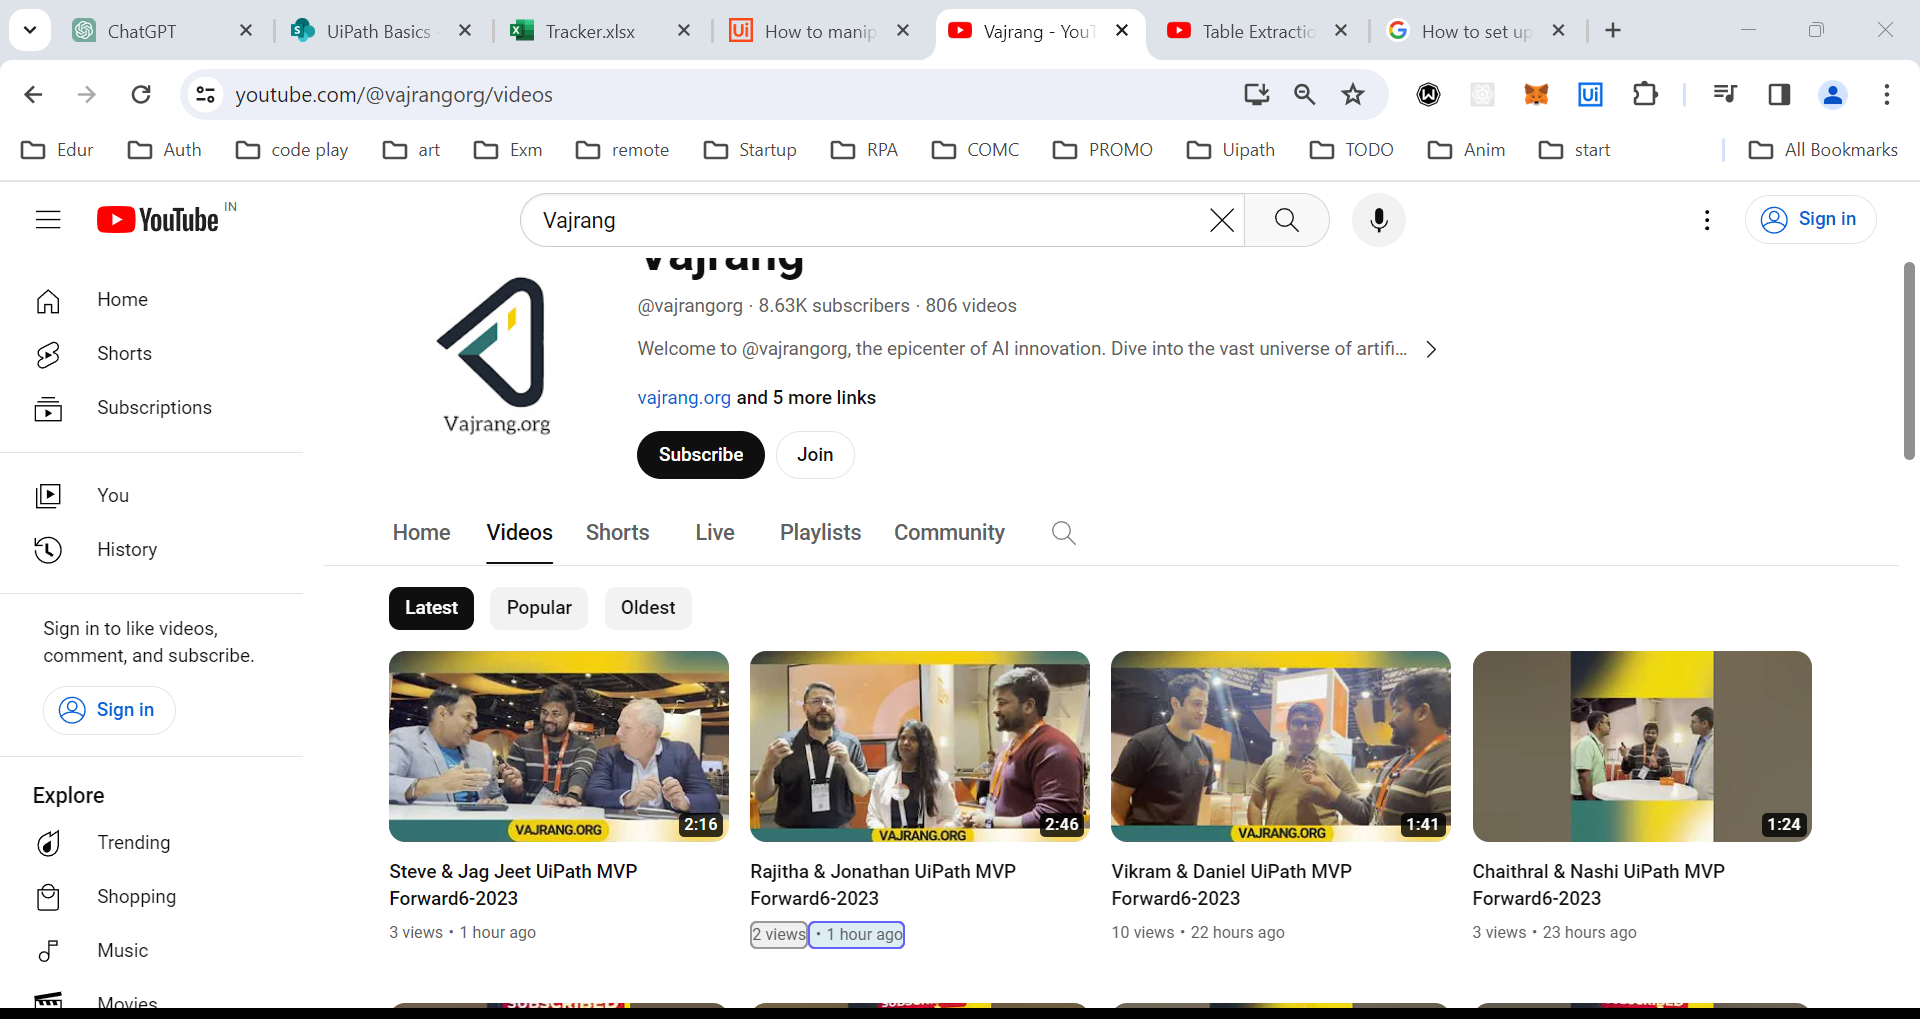 ChatGPT
UiPath Basics
Tracker.xlsx
How to manip
Vajrang - YouT
Table Extractio
How to set up
youtube.com/@vajrangorg/videos
Edur
Auth
code play
art
Exm
remote
Startup
RPA
COMC
PROMO
Uipath
TODO
Anim
start
All Bookmarks
YouTube IN
Vajrang
Sign in
Home
Shorts
Subscriptions
You
History
Sign in to like videos,
comment, and subscribe.
Sign in
Explore
Trending
Shopping
Music
Movies
Vajrang
Vajrang.org
@vajrangorg · 8.63K subscribers · 806 videos
Welcome to @vajrangorg, the epicenter of AI innovation. Dive into the vast universe of artifi...
vajrang.org and 5 more links
Subscribe
Join
Home
Videos
Shorts
Live
Playlists
Community
Latest
Popular
Oldest
VAJRANG.ORG
2:16
VAJRANG.ORG
2:46
VAJRANG.ORG
1:41
1:24
Steve & Jag Jeet UiPath MVP
Forward6-2023
3 views • 1 hour ago
Rajitha & Jonathan UiPath MVP
Forward6-2023
2 views • 1 hour ago
Vikram & Daniel UiPath MVP
Forward6-2023
10 views • 22 hours ago
Chaithral & Nashi UiPath MVP
Forward6-2023
3 views • 23 hours ago